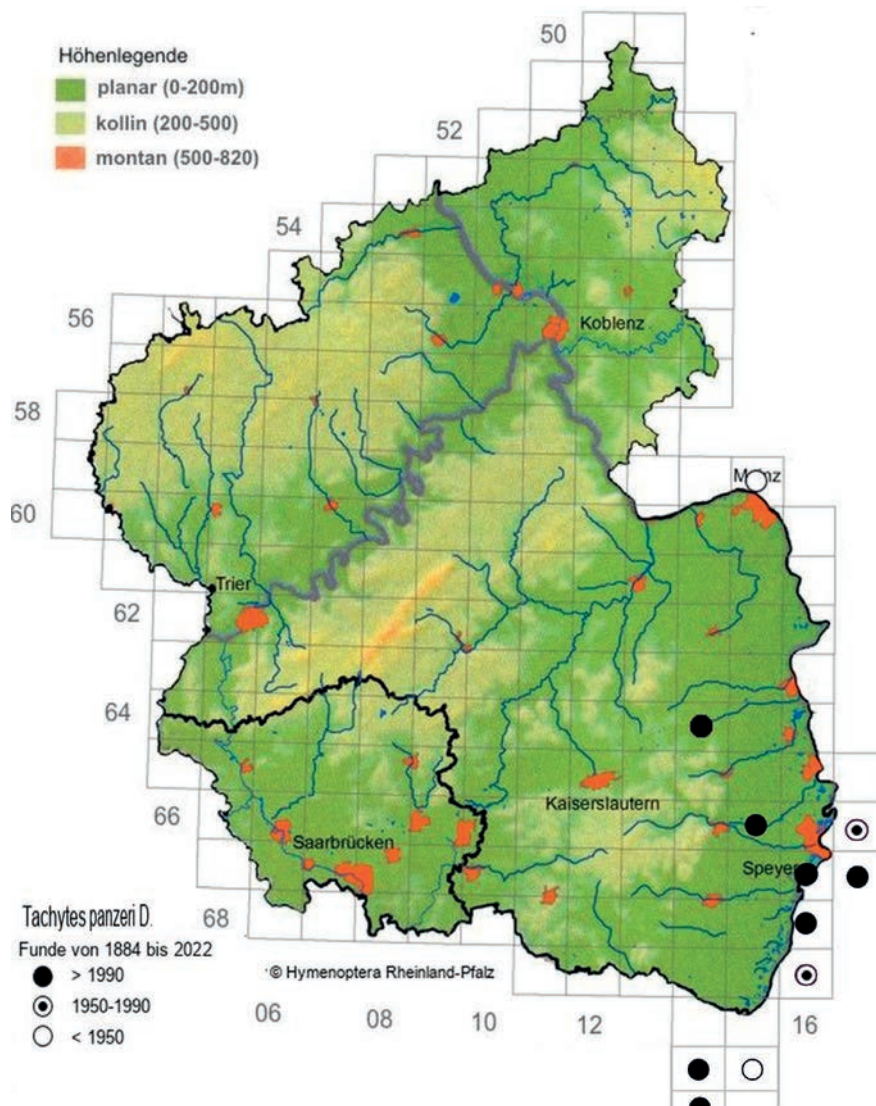 50
Höhenlegende
planar (0-200m)
kollin (200-500)
montan (500-820)
52
54
56
Koblenz
58
60
Trier
62
64
Kaiserslautern
66
Saarbrücken
Speyer
68
Tachytes panzeri D.
Funde von 1884 bis 2022
> 1990
1950-1990
< 1950
© Hymenoptera Rheinland-Pfalz
06
08
10
12
16